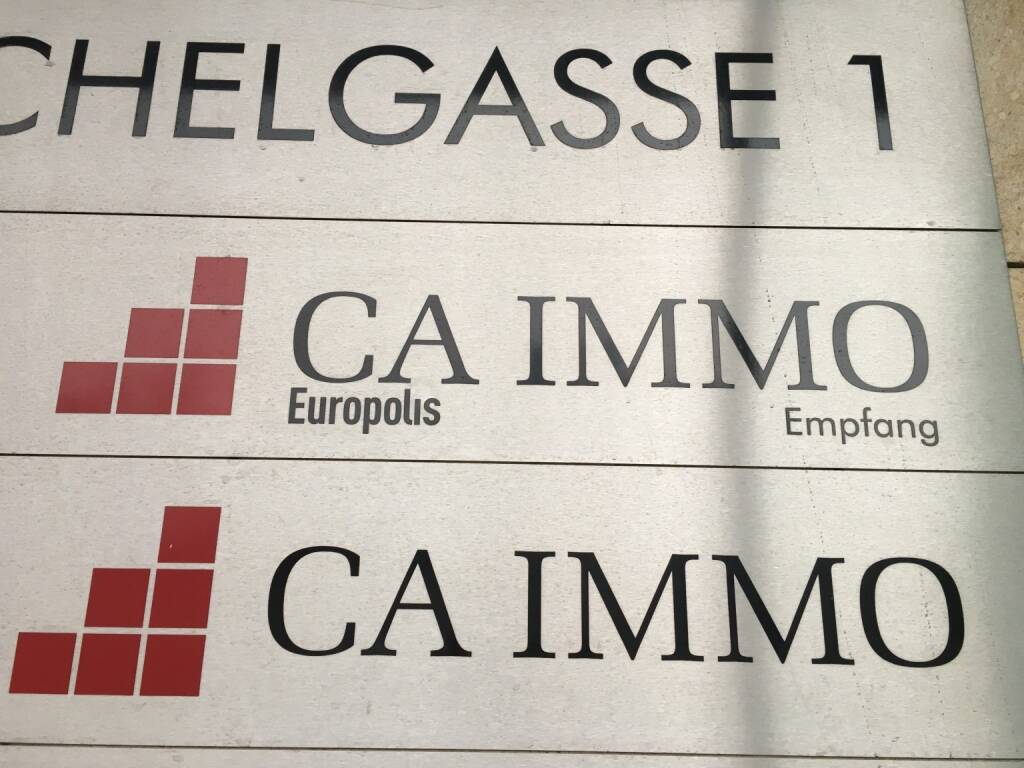 CHELGASSE 1
CA IMMO
Europolis
Empfang
CA IMMO